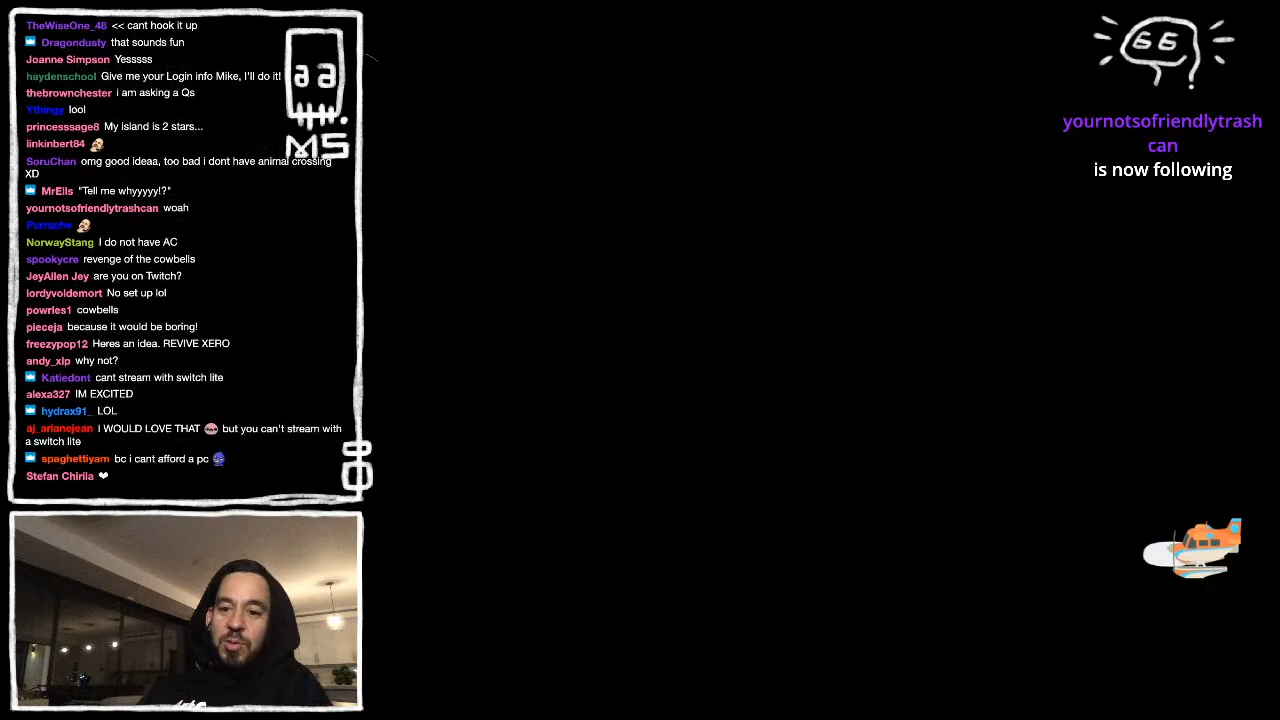 TheWiseOne_48 << cant hook it up
Dragondusty that sounds fun
Joanne Simpson Yesssss
haydenschool Give me your Login info Mike, I'll do it!
thebrownchester i am asking a Qs
Ythingy lool
princesssage8 My island is 2 stars...
linkinbert84
SoruChan omg good ideaa, too bad i dont have animal crossing
XD
MrElls "Tell me whyyyyy!?"
yournotsofriendlytrashcan woah
Purrsche
NorwayStang I do not have AC
spookycre revenge of the cowbells
JeyAllen Jey are you on Twitch?
lordyvoldemort No set up lol
powrles1 cowbells
pieceja because it would be boring!
freezypop12 Heres an idea. REVIVE XERO
andy_xlp why not?
Katiedont cant stream with switch lite
alexa327 IM EXCITED
hydrax91_ LOL
aj_arianejean I WOULD LOVE THAT but you can't stream with
a switch lite
spaghettiyam bc i cant afford a pc
Stefan Chirila ❤
MS
yournotsofriendlytrash
can
is now following